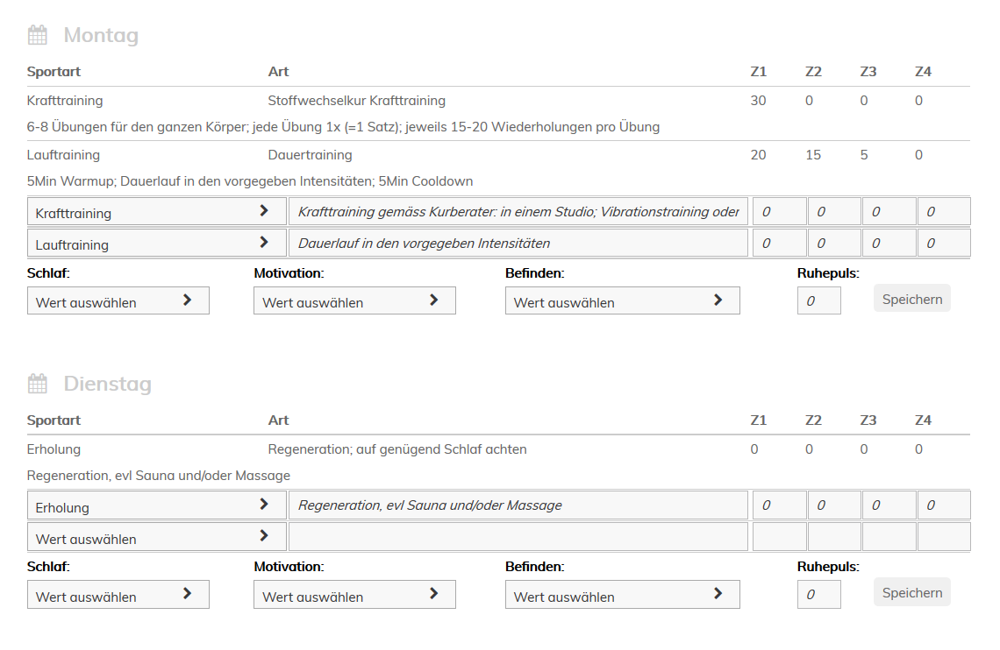 Montag
Sportart Art Z1 Z2 Z3 Z4
Krafttraining Stoffwechselkur Krafttraining 30 0 0 0
6-8 Übungen für den ganzen Körper; jede Übung 1x (=1 Satz); jeweils 15-20 Wiederholungen pro Übung
Lauftraining Dauertraining 20 15 5 0
5Min Warmup; Dauerlauf in den vorgegeben Intensitäten; 5Min Cooldown
Krafttraining Krafttraining gemäss Kurberater: in einem Studio; Vibrationstraining oder 0 0 0 0
Lauftraining Dauerlauf in den vorgegeben Intensitäten 0 0 0 0
Schlaf: Motivation: Befinden: Ruhepuls:
Wert auswählen Wert auswählen Wert auswählen 0 Speichern
Dienstag
Sportart Art Z1 Z2 Z3 Z4
Erholung Regeneration; auf genügend Schlaf achten 0 0 0 0
Regeneration, evl Sauna und/oder Massage
Erholung Regeneration, evl Sauna und/oder Massage 0 0 0 0
Wert auswählen
Schlaf: Motivation: Befinden: Ruhepuls:
Wert auswählen Wert auswählen Wert auswählen 0 Speichern